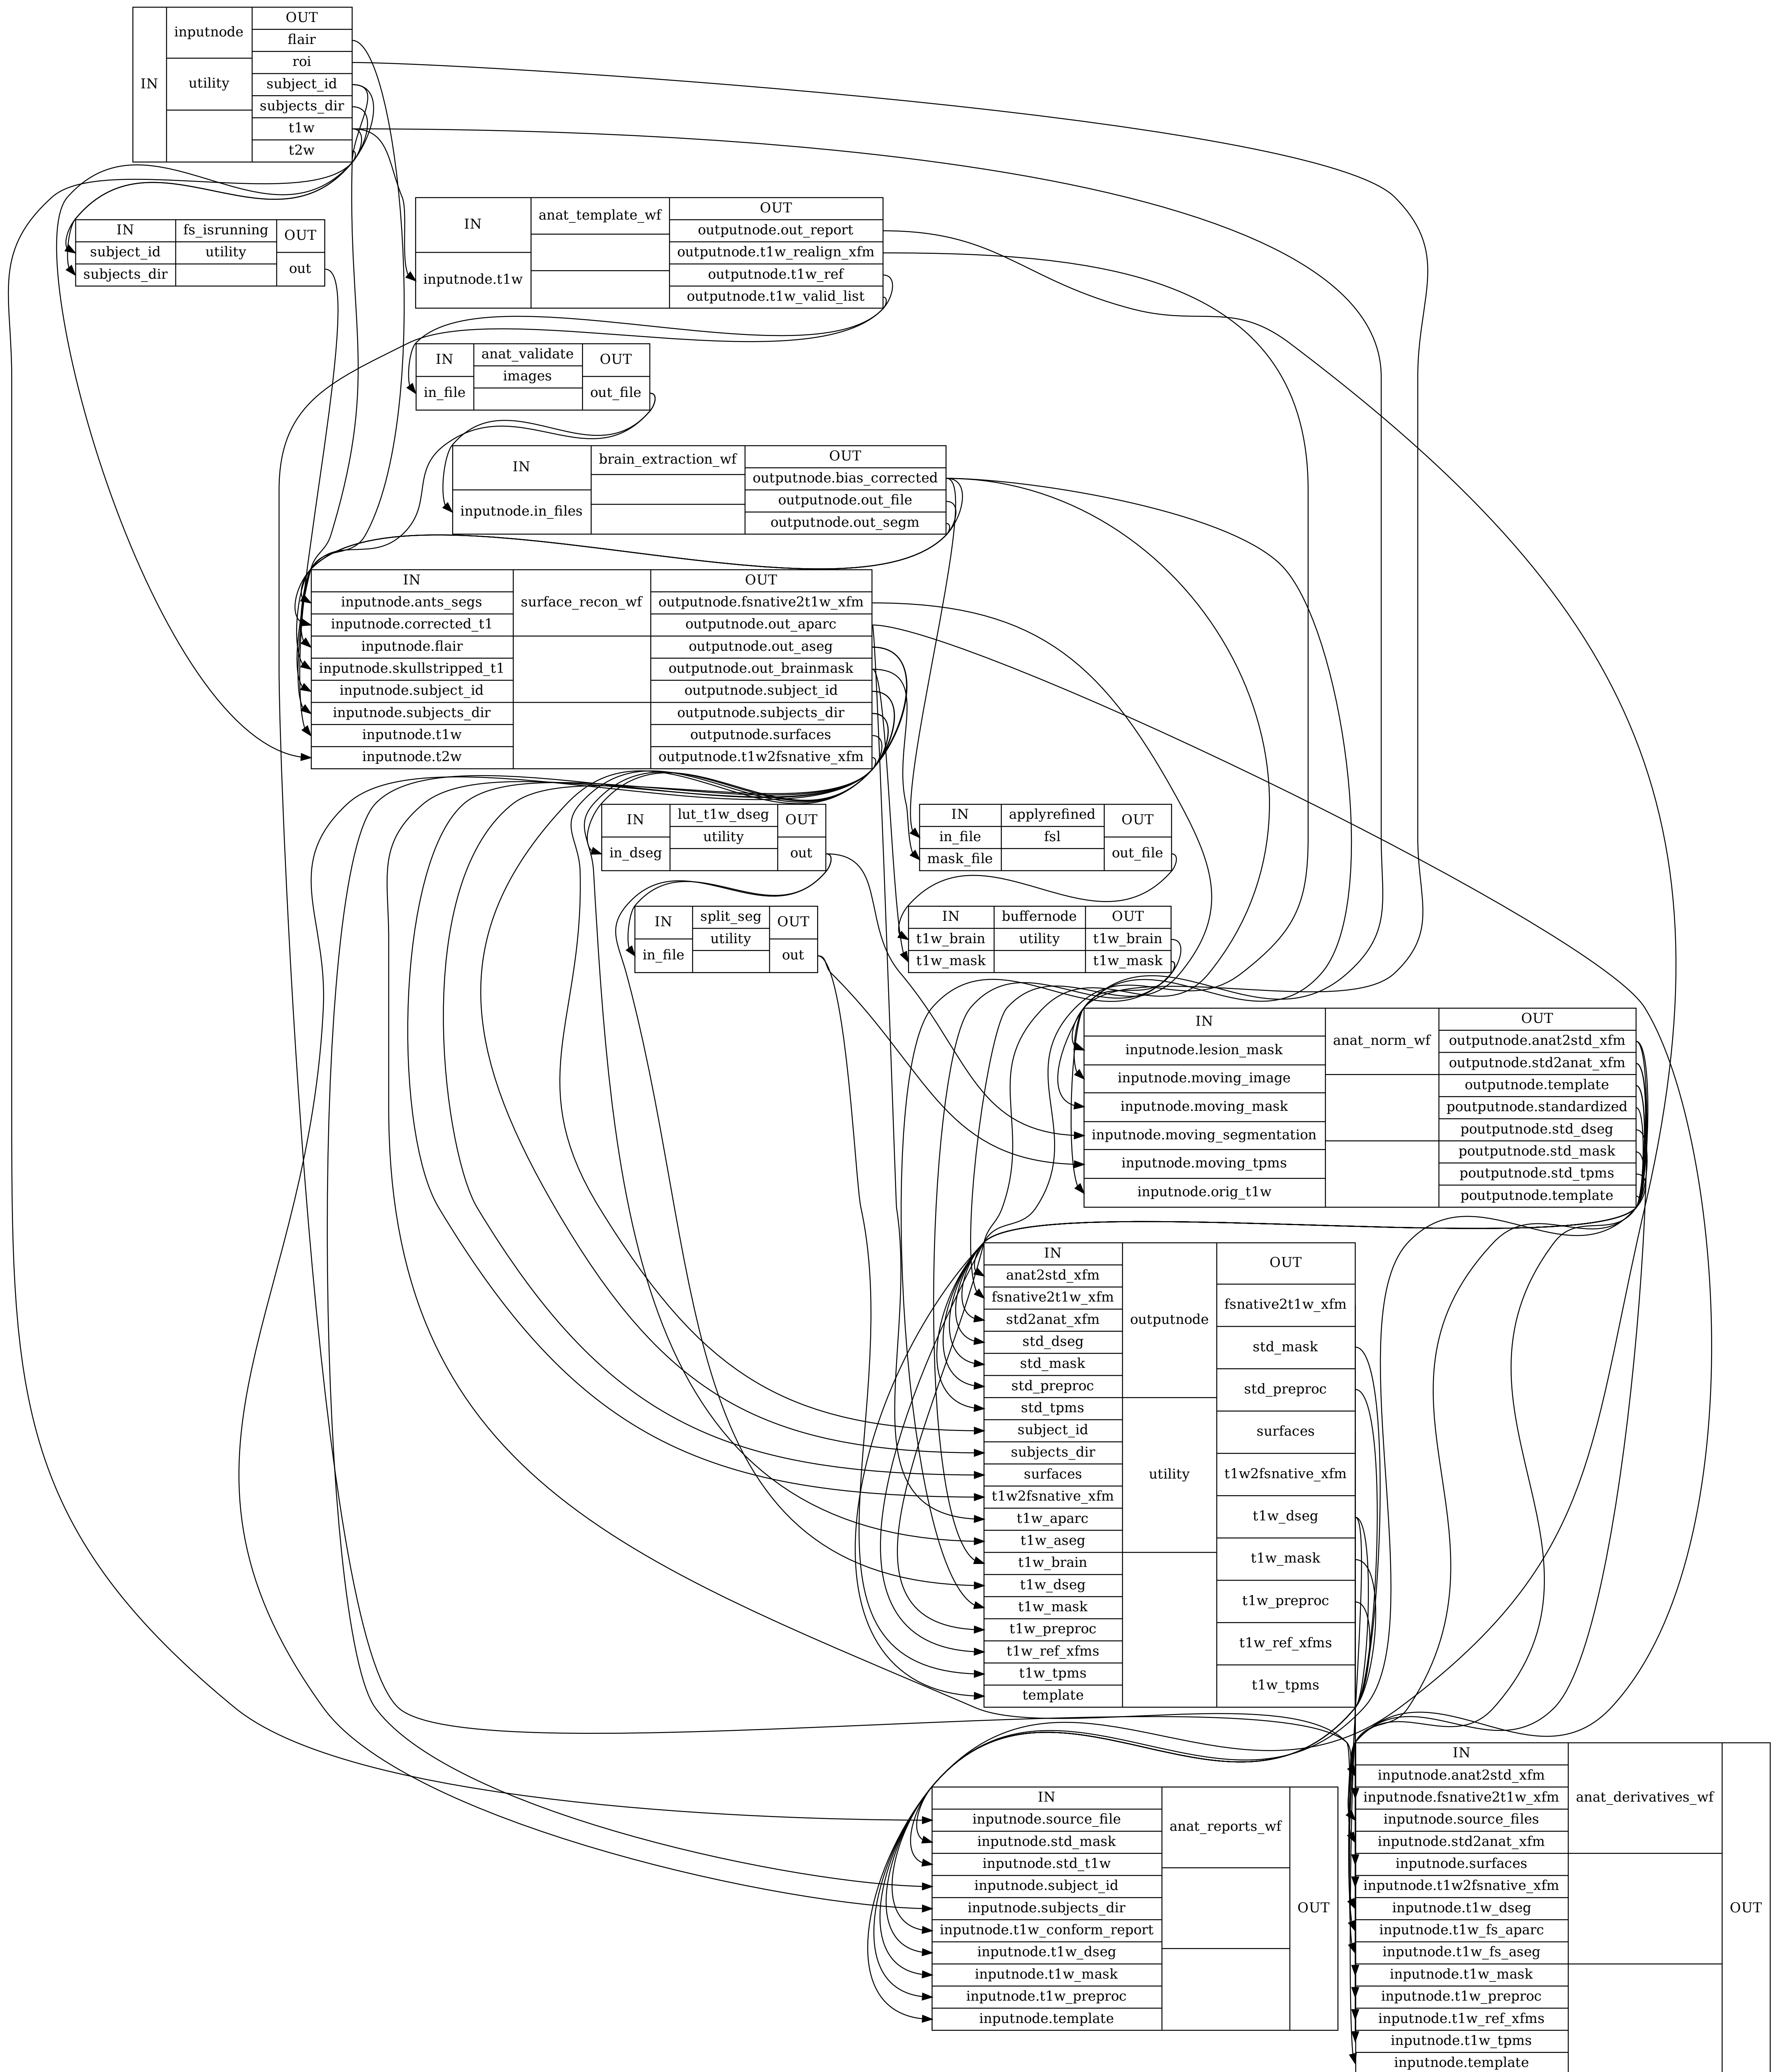 IN
inputnode
utility
OUT
flair
roi
subject_id
subjects_dir
t1w
t2w
IN
subject_id
subjects_dir
fs_isrunning
utility
OUT
out
IN
inputnode.t1w
anat_template_wf
OUT
outputnode.out_report
outputnode.t1w_realign_xfm
outputnode.t1w_ref
outputnode.t1w_valid_list
IN
in_file
anat_validate
images
OUT
out_file
IN
inputnode.in_files
brain_extraction_wf
OUT
outputnode.bias_corrected
outputnode.out_file
outputnode.out_segm
IN
inputnode.ants_segs
inputnode.corrected_t1
inputnode.flair
inputnode.skullstripped_t1
inputnode.subject_id
inputnode.subjects_dir
inputnode.t1w
inputnode.t2w
surface_recon_wf
OUT
outputnode.fsnative2t1w_xfm
outputnode.out_aparc
outputnode.out_aseg
outputnode.out_brainmask
outputnode.subject_id
outputnode.subjects_dir
outputnode.surfaces
outputnode.t1w2fsnative_xfm
IN
in_dseg
lut_t1w_dseg
utility
OUT
out
IN
in_file
mask_file
applyrefined
fsl
OUT
out_file
IN
in_file
split_seg
utility
OUT
out
IN
t1w_brain
t1w_mask
buffernode
utility
OUT
t1w_brain
t1w_mask
IN
inputnode.lesion_mask
inputnode.moving_image
inputnode.moving_mask
inputnode.moving_segmentation
inputnode.moving_tpms
inputnode.orig_t1w
anat_norm_wf
OUT
outputnode.anat2std_xfm
outputnode.std2anat_xfm
outputnode.template
poutputnode.standardized
poutputnode.std_dseg
poutputnode.std_mask
poutputnode.std_tpms
poutputnode.template
IN
anat2std_xfm
fsnative2t1w_xfm
std2anat_xfm
std_dseg
std_mask
std_preproc
std_tpms
subject_id
subjects_dir
surfaces
t1w2fsnative_xfm
t1w_aparc
t1w_aseg
t1w_brain
t1w_dseg
t1w_mask
t1w_preproc
t1w_ref_xfms
t1w_tpms
template
outputnode
utility
OUT
fsnative2t1w_xfm
std_mask
std_preproc
surfaces
t1w2fsnative_xfm
t1w_dseg
t1w_mask
t1w_preproc
t1w_ref_xfms
t1w_tpms
IN
inputnode.source_file
inputnode.std_mask
inputnode.std_t1w
inputnode.subject_id
inputnode.subjects_dir
inputnode.t1w_conform_report
inputnode.t1w_dseg
inputnode.t1w_mask
inputnode.t1w_preproc
inputnode.template
anat_reports_wf
OUT
IN
inputnode.anat2std_xfm
inputnode.fsnative2t1w_xfm
inputnode.source_files
inputnode.std2anat_xfm
inputnode.surfaces
inputnode.t1w2fsnative_xfm
inputnode.t1w_dseg
inputnode.t1w_fs_aparc
inputnode.t1w_fs_aseg
inputnode.t1w_mask
inputnode.t1w_preproc
inputnode.t1w_ref_xfms
inputnode.t1w_tpms
inputnode.template
anat_derivatives_wf
OUT